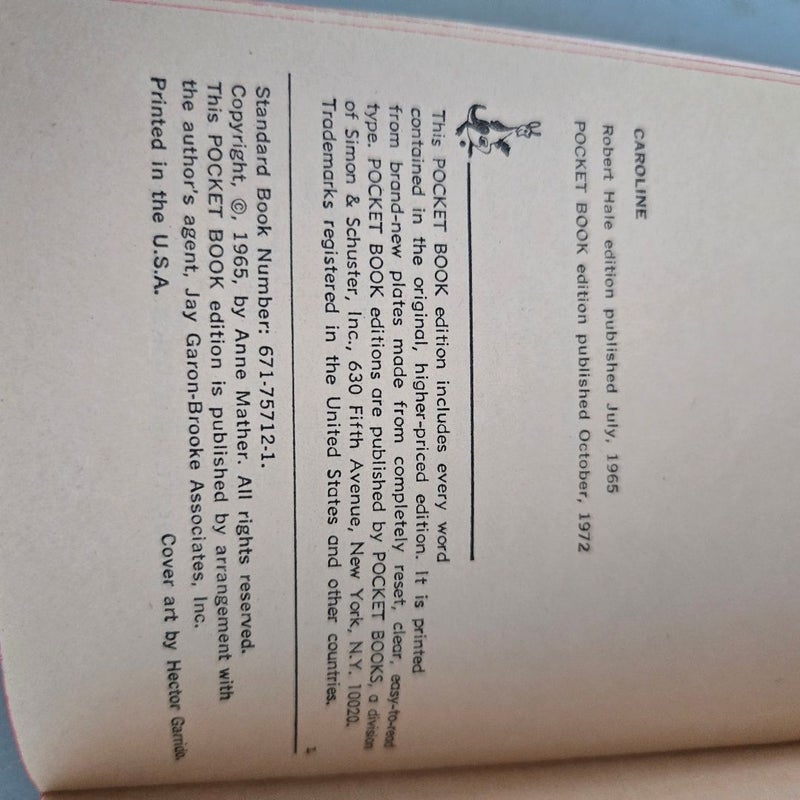 CAROLINE
Robert Hale edition published July, 1965
POCKET BOOK edition published October, 1972
This POCKET BOOK edition includes every word
contained in the original, higher-priced edition. It is printed
from brand-new plates made from completely reset, clear, easy-to-read
type. POCKET BOOK editions are published by POCKET BOOKS, a division
of Simon & Schuster, Inc., 630 Fifth Avenue, New York, N.Y. 10020.
Trademarks registered in the United States and other countries.
1
Standard Book Number: 671-75712-1.
Copyright, ©, 1965, by Anne Mather. All rights reserved.
This POCKET BOOK edition is published by arrangement with
the author's agent, Jay Garon-Brooke Associates, Inc.
Printed in the U.S.A. Cover art by Hector Garrido.